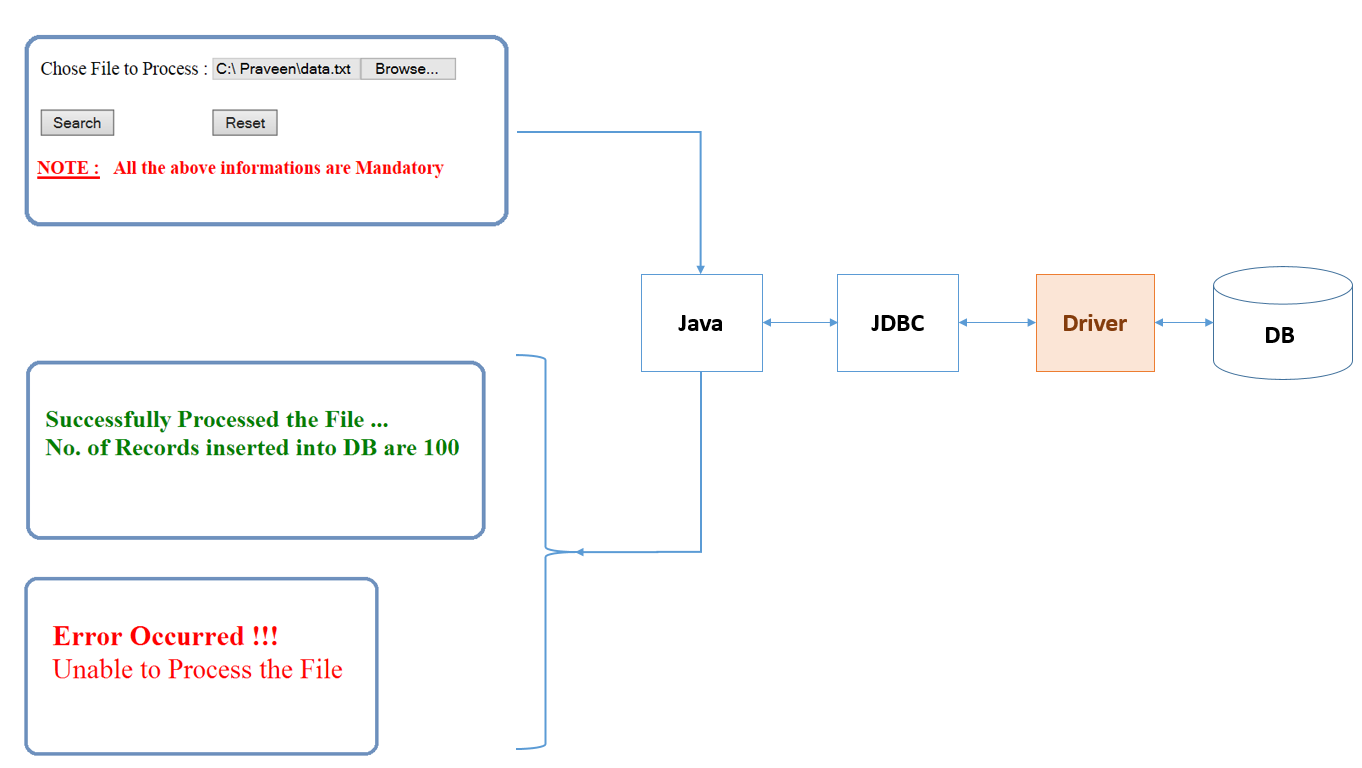 Chose File to Process : C:\ Praveen\data.txt Browse...
Search Reset
NOTE : All the above informations are Mandatory
Java
JDBC
Driver
DB
Successfully Processed the File ...
No. of Records inserted into DB are 100
Error Occurred !!!
Unable to Process the File